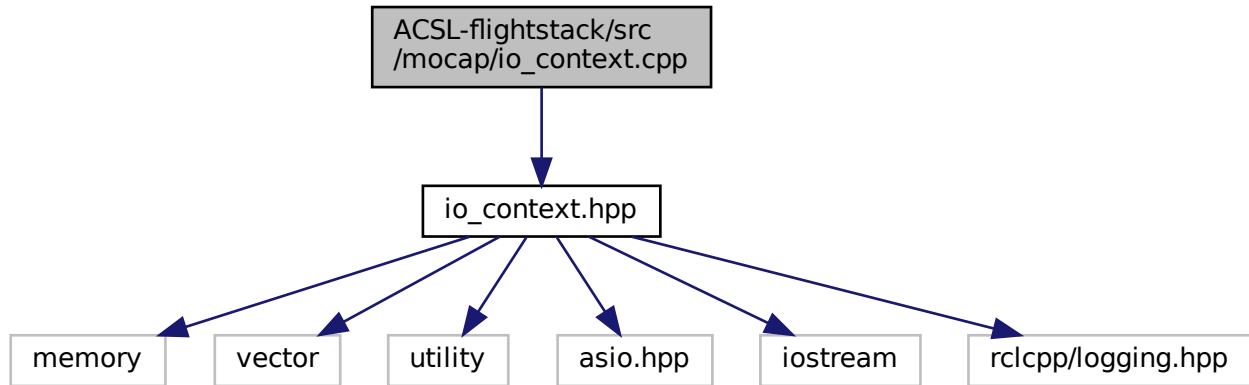 ACSL-flightstack/src
/mocap/io_context.cpp
io_context.hpp
memory
vector
utility
asio.hpp
iostream
rclcpp/logging.hpp